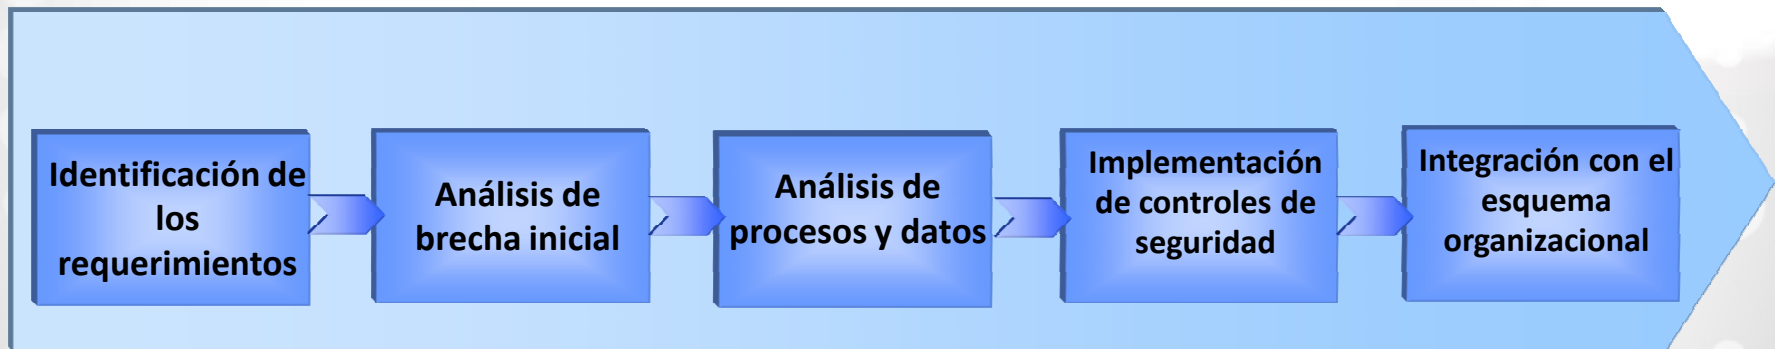 Identificación de
los
requerimientos
Análisis de
brecha inicial
Análisis de
procesos y datos
Implementación
de controles de
seguridad
Integración con el
esquema
organizacional